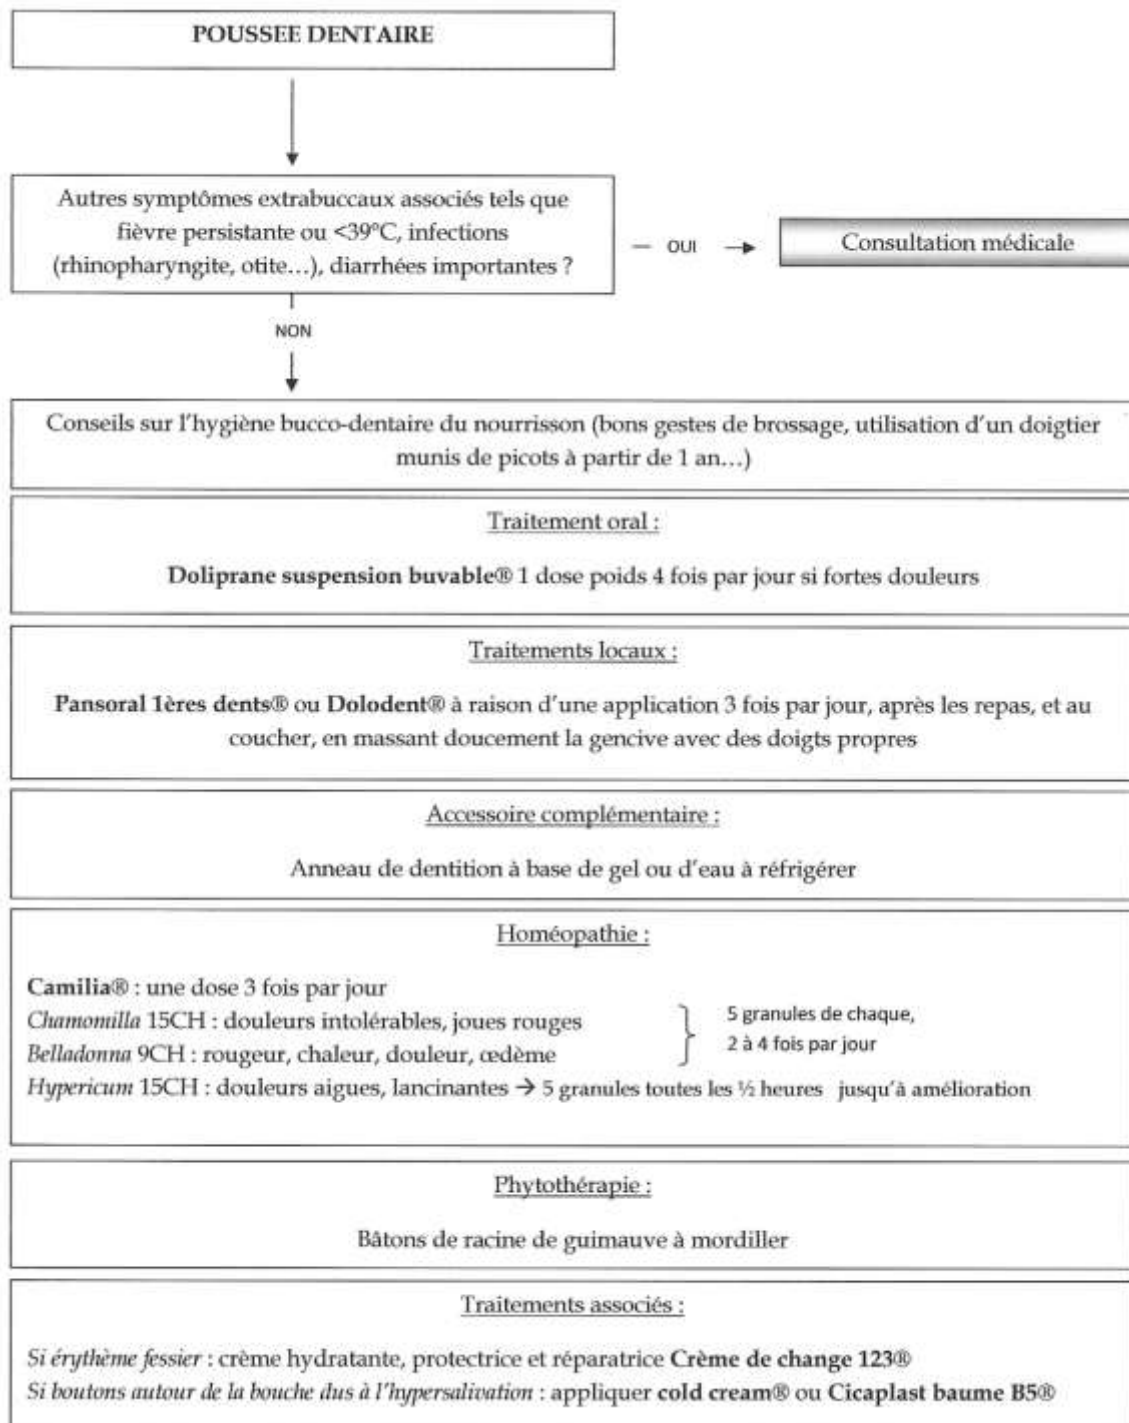 POUSSEE DENTAIRE
Autres symptômes extrabuccaux associés tels que
fièvre persistante ou <39°C, infections
(rhinopharyngite, otite…), diarrhées importantes ?
OUI
Consultation médicale
NON
Conseils sur l'hygiène bucco-dentaire du nourrisson (bons gestes de brossage, utilisation d'un doigtier
munis de picots à partir de 1 an…)
Traitement oral :
Doliprane suspension buvable® 1 dose poids 4 fois par jour si fortes douleurs
Traitements locaux :
Pansoral 1ères dents® ou Dolodent® à raison d'une application 3 fois par jour, après les repas, et au
coucher, en massant doucement la gencive avec des doigts propres
Accessoire complémentaire :
Anneau de dentition à base de gel ou d'eau à réfrigérer
Homéopathie :
Camilia® : une dose 3 fois par jour
Chamomilla 15CH : douleurs intolérables, joues rouges
Belladonna 9CH : rougeur, chaleur, douleur, œdème
5 granules de chaque,
2 à 4 fois par jour
Hypericum 15CH : douleurs aigues, lancinantes → 5 granules toutes les ½ heures jusqu'à amélioration
Phytothérapie :
Bâtons de racine de guimauve à mordiller
Traitements associés :
Si érythème fessier : crème hydratante, protectrice et réparatrice Crème de change 123®
Si boutons autour de la bouche dus à l'hypersalivation : appliquer cold cream® ou Cicaplast baume B5®